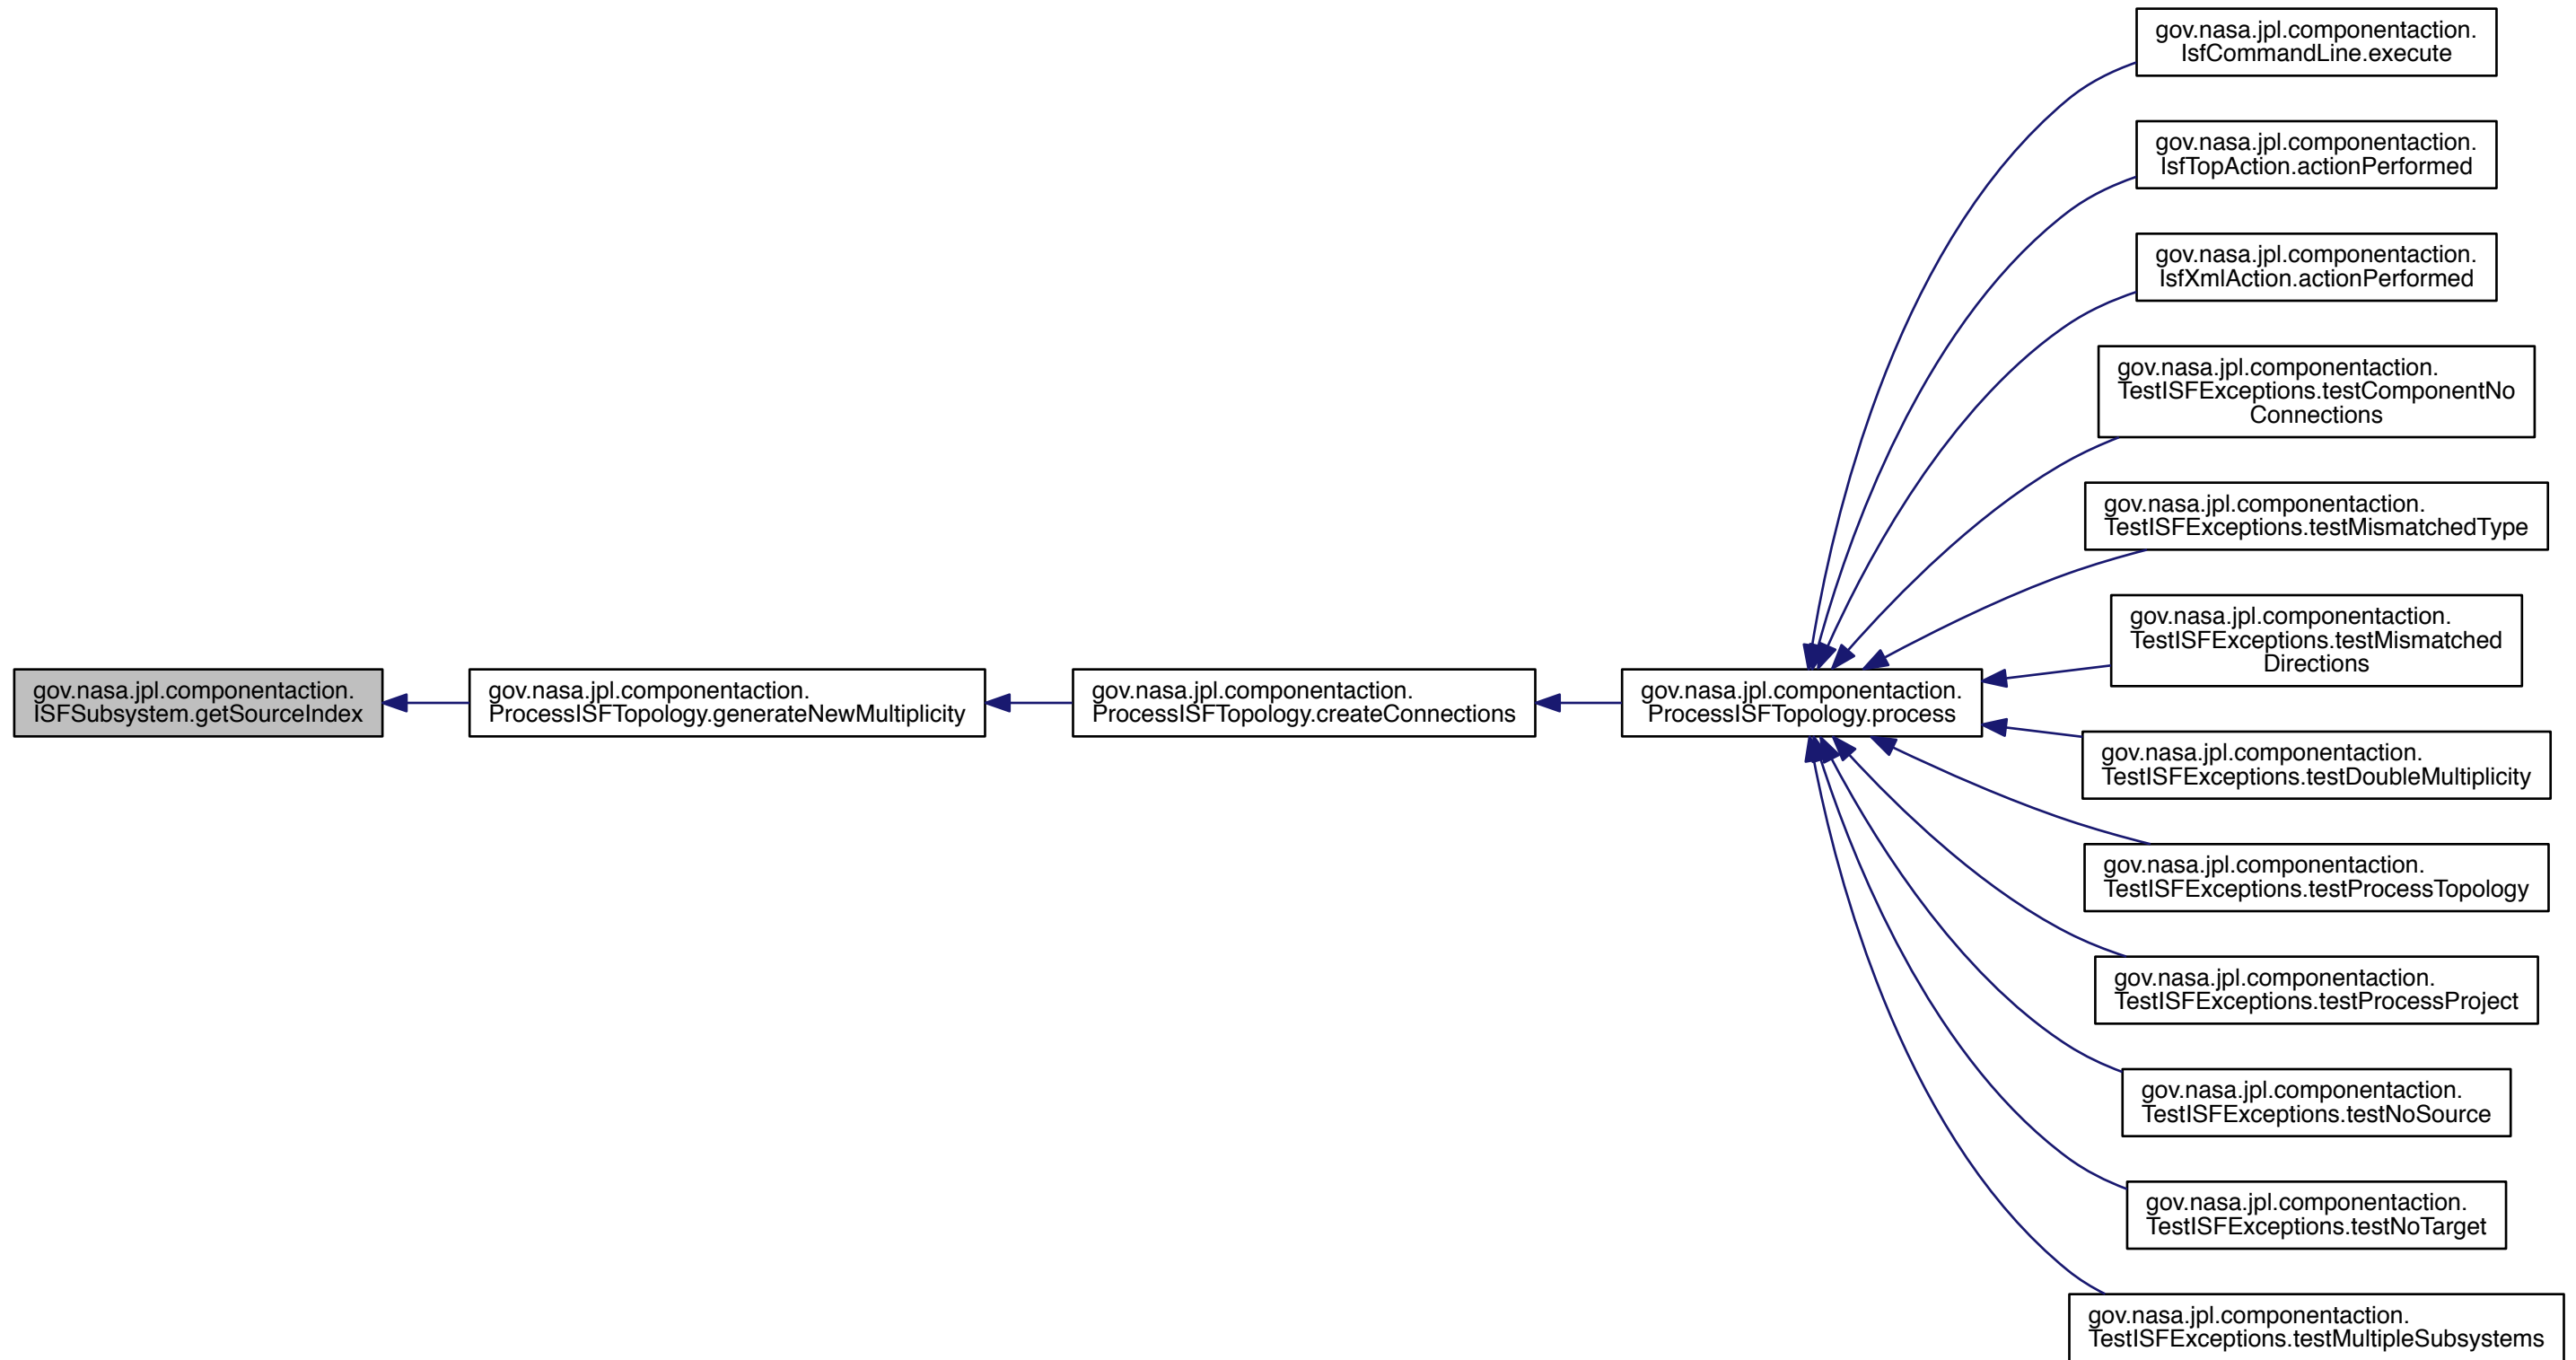 gov.nasa.jpl.componentaction.
ISFSubsystem.getSourceIndex
gov.nasa.jpl.componentaction.
ProcessISFTopology.generateNewMultiplicity
gov.nasa.jpl.componentaction.
ProcessISFTopology.createConnections
gov.nasa.jpl.componentaction.
ProcessISFTopology.process
gov.nasa.jpl.componentaction.
IsfCommandLine.execute
gov.nasa.jpl.componentaction.
IsfTopAction.actionPerformed
gov.nasa.jpl.componentaction.
IsfXmlAction.actionPerformed
gov.nasa.jpl.componentaction.
TestISFExceptions.testComponentNo
Connections
gov.nasa.jpl.componentaction.
TestISFExceptions.testMismatchedType
gov.nasa.jpl.componentaction.
TestISFExceptions.testMismatched
Directions
gov.nasa.jpl.componentaction.
TestISFExceptions.testDoubleMultiplicity
gov.nasa.jpl.componentaction.
TestISFExceptions.testProcessTopology
gov.nasa.jpl.componentaction.
TestISFExceptions.testProcessProject
gov.nasa.jpl.componentaction.
TestISFExceptions.testNoSource
gov.nasa.jpl.componentaction.
TestISFExceptions.testNoTarget
gov.nasa.jpl.componentaction.
TestISFExceptions.testMultipleSubsystems